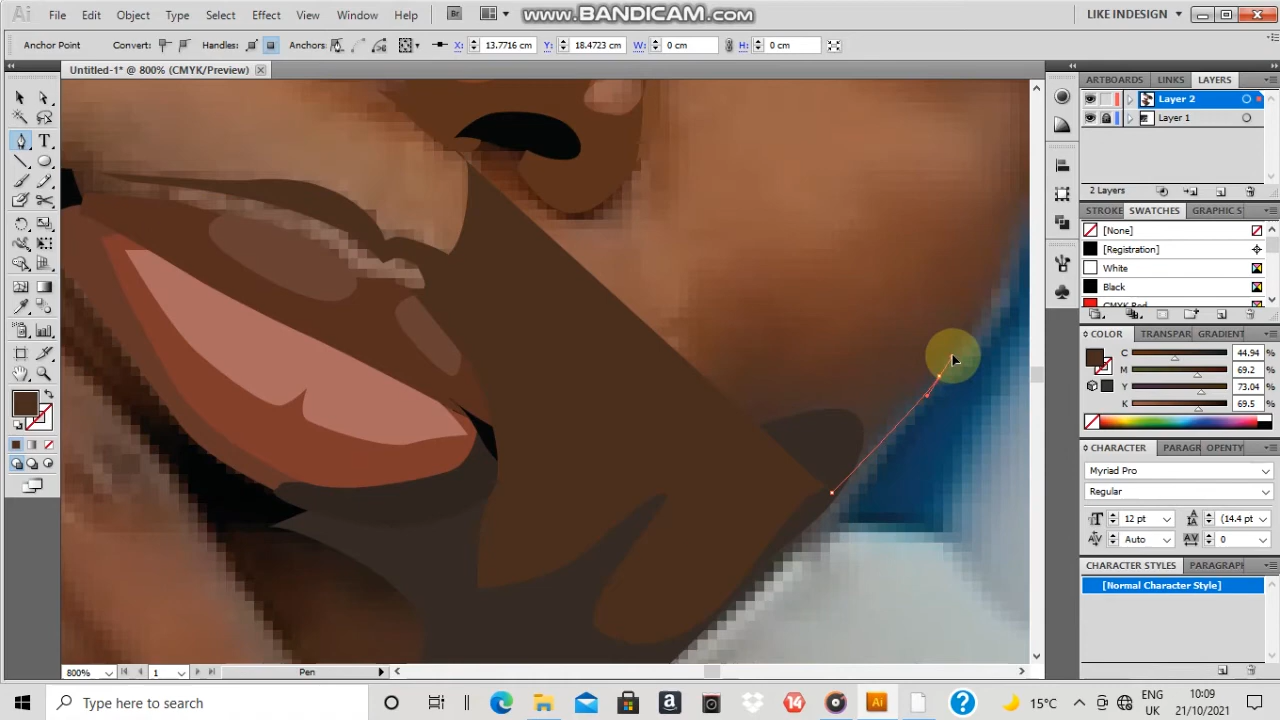 Ai File Edit Object Type Select Effect View Window Help Br www.BANDICAM.com LIKE INDESIGN
Anchor Point Convert: Handles: Anchors: X: 13.7716 cm Y: 18.4723 cm W: 0 cm H: 0 cm
Untitled-1* @ 800% (CMYK/Preview)
ARTBOARDS LINKS LAYERS
Layer 2
Layer 1
2 Layers
STROKE SWATCHES GRAPHIC S
[None]
[Registration]
White
Black
CMYK Red
COLOR TRANSPAR GRADIENT
C 44.94 %
M 69.2 %
Y 73.04 %
K 69.5 %
CHARACTER PARAGR OPENTY
Myriad Pro
Regular
12 pt (14.4 pt
Auto 0
CHARACTER STYLES PARAGRAPH
[Normal Character Style]
800% 1 Pen
Type here to search
15°C
ENG
UK
10:09
21/10/2021